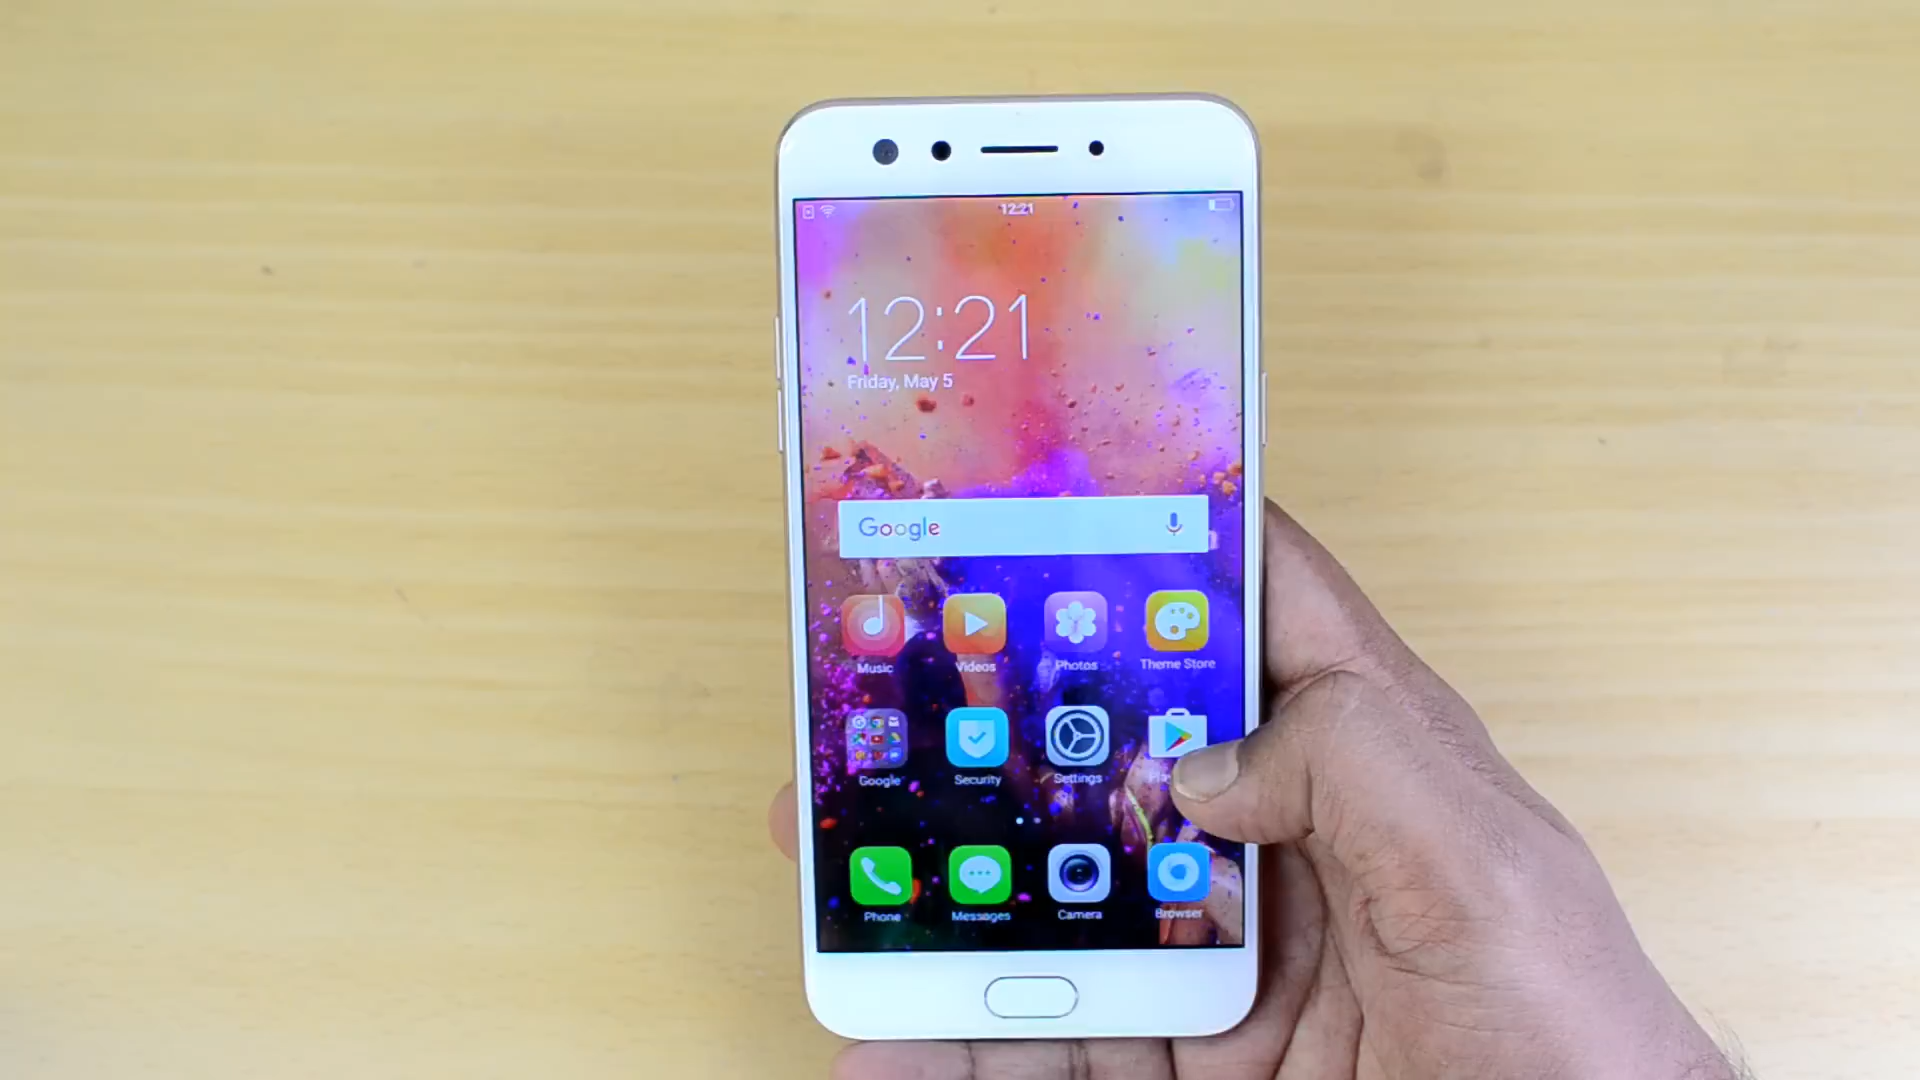 12:21
12:21
Friday, May 5
Google
Music Videos Photos Theme Store
Google Security Settings
Phone Messages Camera Browser